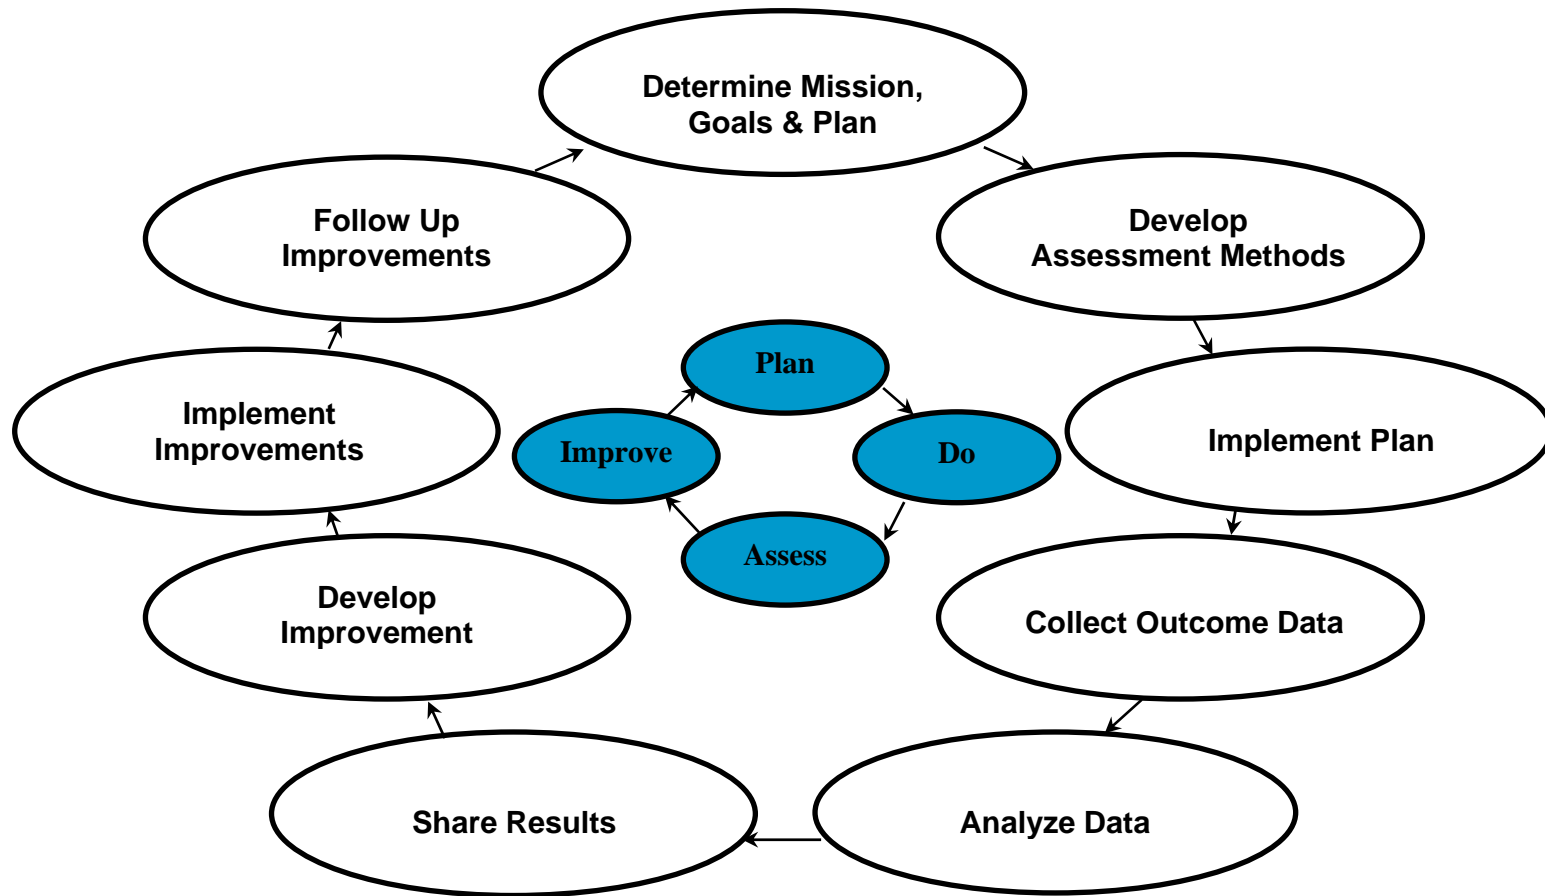 Determine Mission,
Goals & Plan
Develop
Assessment Methods
Implement Plan
Collect Outcome Data
Analyze Data
Share Results
Develop
Improvement
Implement
Improvements
Follow Up
Improvements
Plan
Do
Assess
Improve